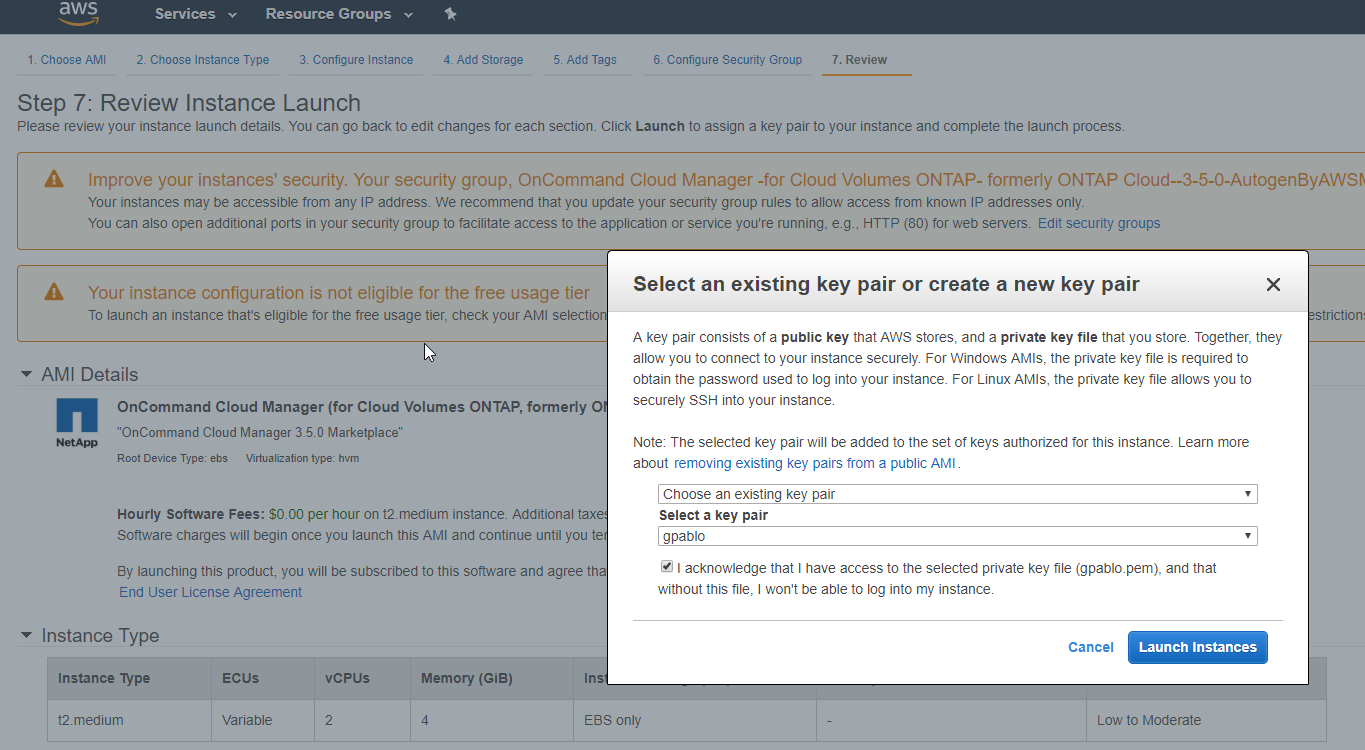 aws
Services
Resource Groups
1. Choose AMI
2. Choose Instance Type
3. Configure Instance
4. Add Storage
5. Add Tags
6. Configure Security Group
7. Review
Step 7: Review Instance Launch
Please review your instance launch details. You can go back to edit changes for each section. Click Launch to assign a key pair to your instance and complete the launch process.
Improve your instances' security. Your security group, OnCommand Cloud Manager -for Cloud Volumes ONTAP- formerly ONTAP Cloud--3-5-0-AutogenByAWSM
Your instances may be accessible from any IP address. We recommend that you update your security group rules to allow access from known IP addresses only.
You can also open additional ports in your security group to facilitate access to the application or service you're running, e.g., HTTP (80) for web servers. Edit security groups
Your instance configuration is not eligible for the free usage tier
To launch an instance that's eligible for the free usage tier, check your AMI selection
estrictions
AMI Details
NetApp
OnCommand Cloud Manager (for Cloud Volumes ONTAP, formerly
"OnCommand Cloud Manager 3.5.0 Marketplace"
Root Device Type: ebs Virtualization type: hvm
Hourly Software Fees: $0.00 per hour on t2.medium instance. Additional taxes
Software charges will begin once you launch this AMI and continue until you
By launching this product, you will be subscribed to this software and agree
End User License Agreement
Instance Type
Instance Type
ECUs
vCPUs
Memory (GiB)
t2.medium
Variable
2
4
EBS only
-
Low to Moderate
Select an existing key pair or create a new key pair
A key pair consists of a public key that AWS stores, and a private key file that you store. Together, they
allow you to connect to your instance securely. For Windows AMIs, the private key file is required to
obtain the password used to log into your instance. For Linux AMIs, the private key file allows you to
securely SSH into your instance.
Note: The selected key pair will be added to the set of keys authorized for this instance. Learn more
about removing existing key pairs from a public AMI.
Choose an existing key pair
Select a key pair
gpablo
I acknowledge that I have access to the selected private key file (gpablo.pem), and that
without this file, I won't be able to log into my instance.
Cancel
Launch Instances